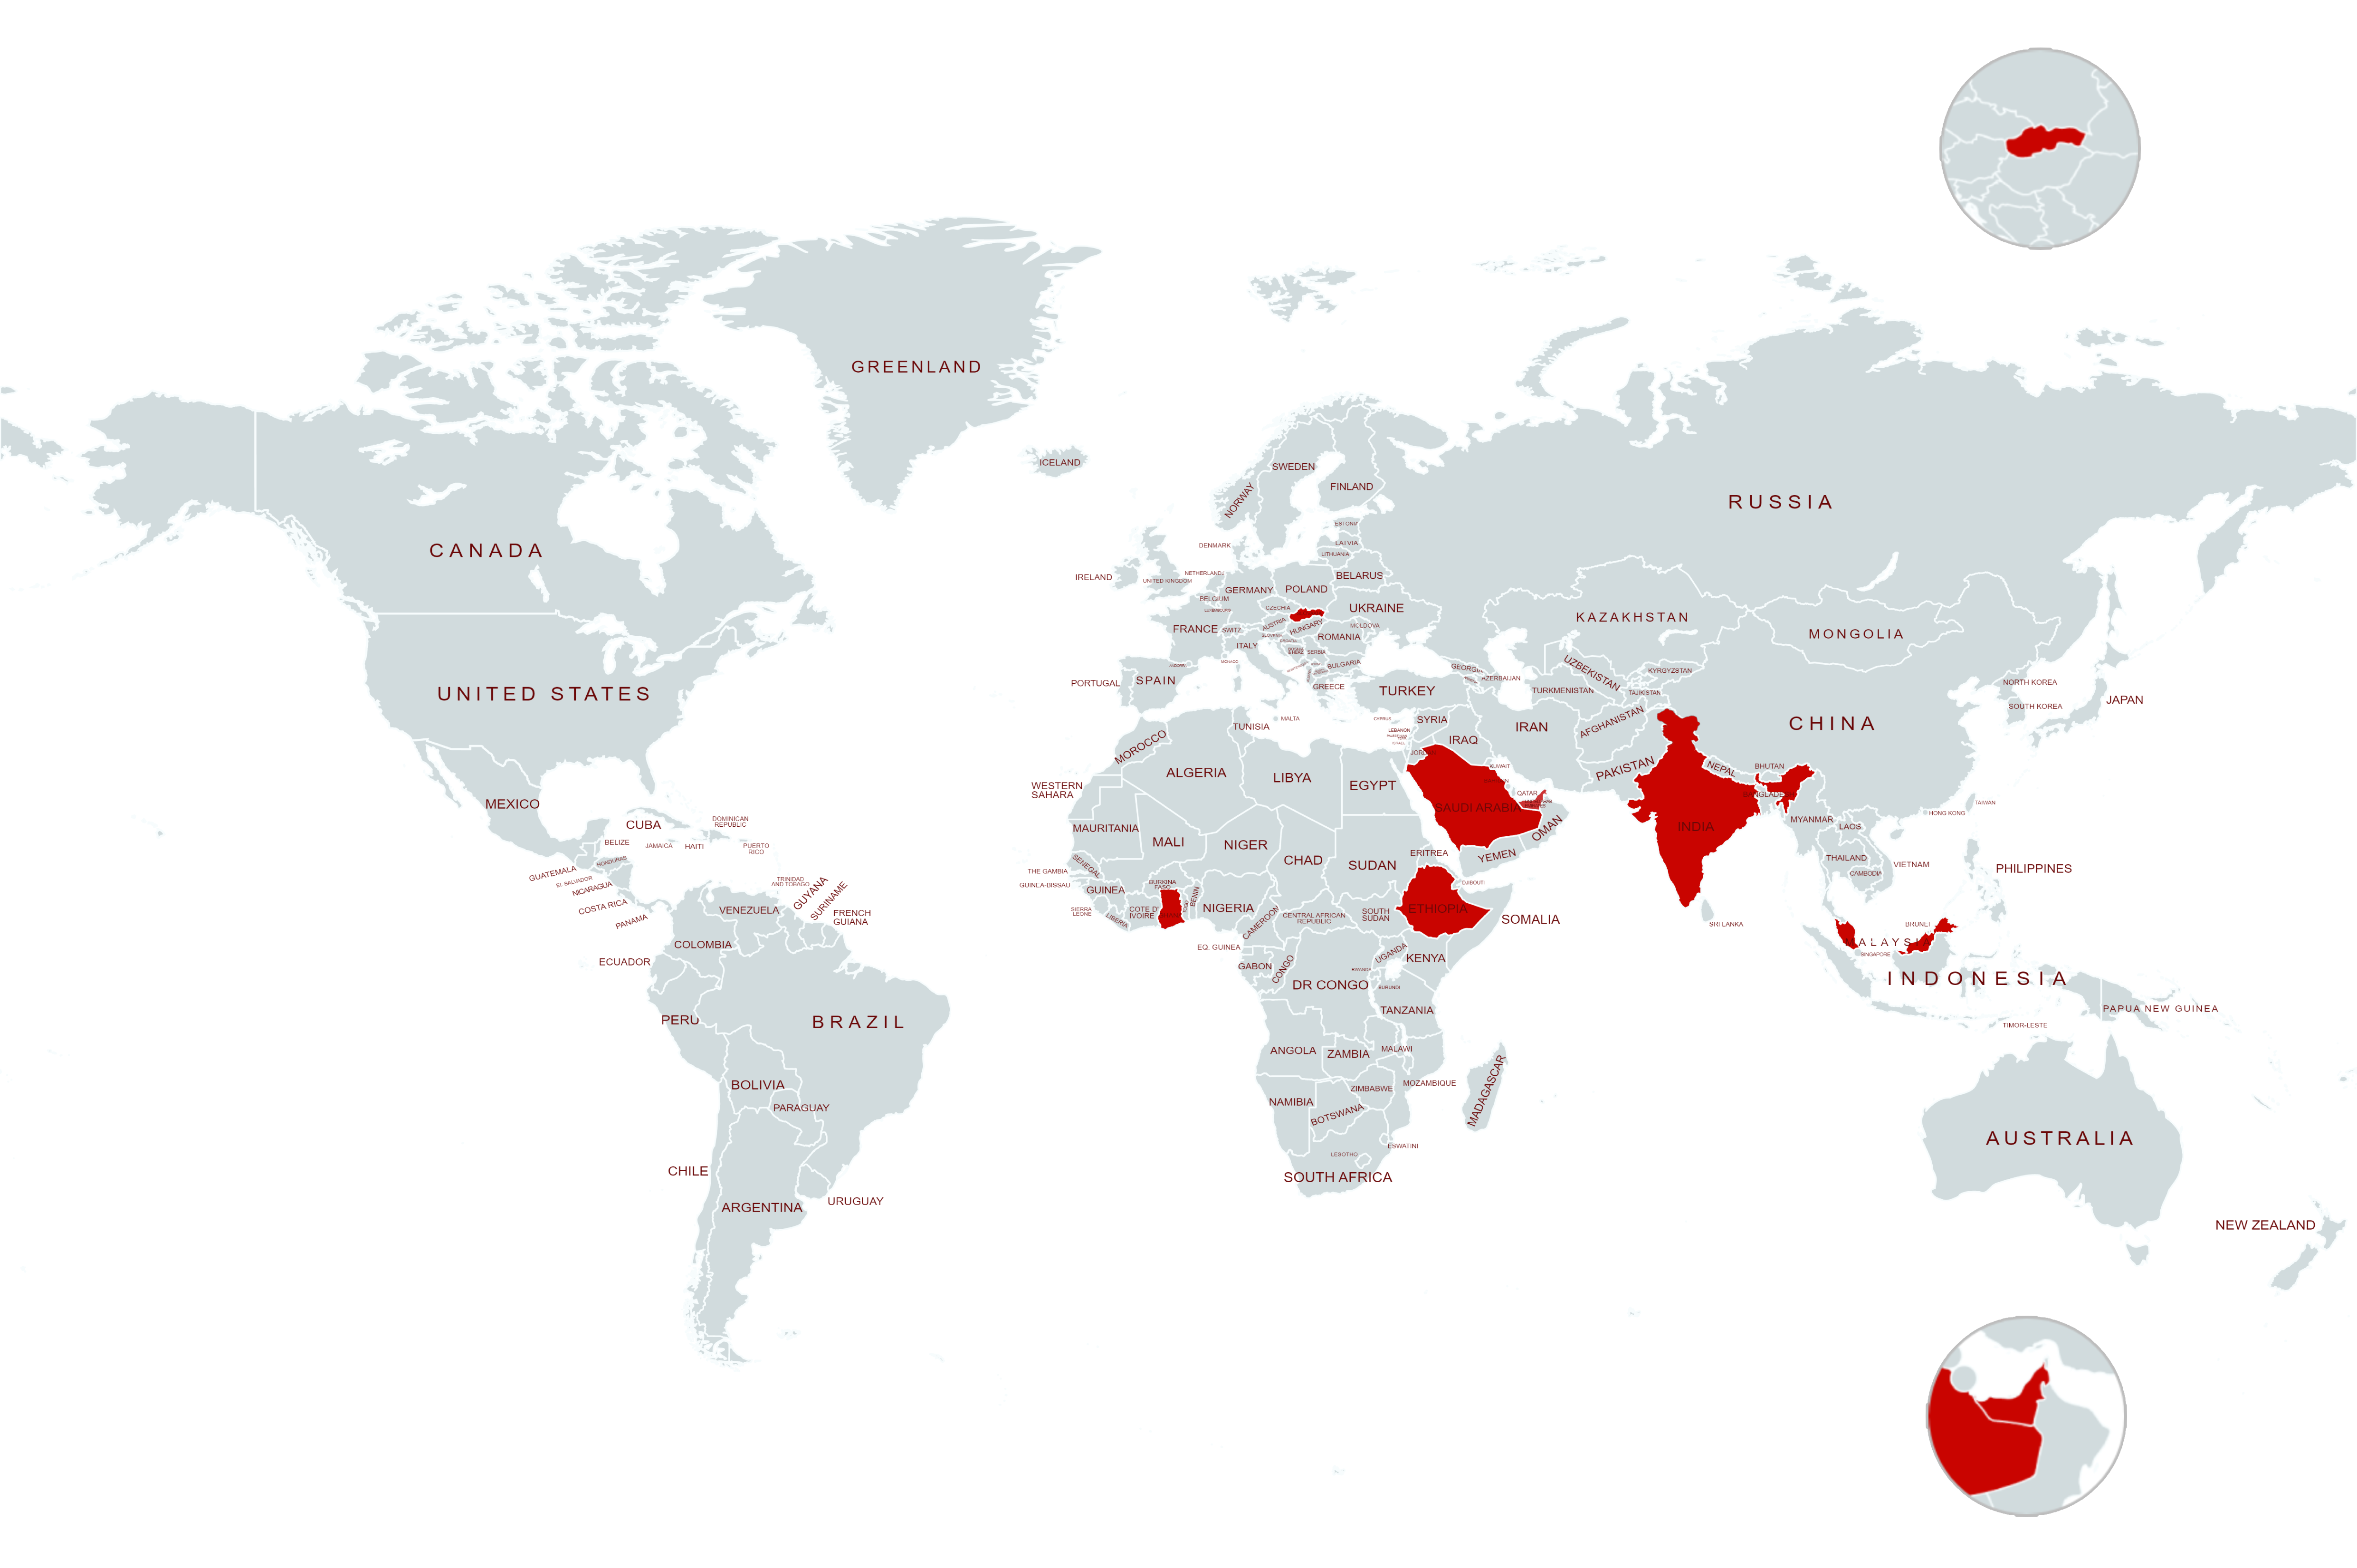 GREENLAND
ICELAND
SWEDEN
FINLAND
NORWAY
RUSSIA
ESTONIA
LATVIA
LITHUANIA
DENMARK
CANADA
IRELAND
UNITED KINGDOM
NETHERLANDS
BELARUS
GERMANY
POLAND
BELGIUM
LUXEMBOURG
CZECHIA
UKRAINE
KAZAKHSTAN
MONGOLIA
FRANCE
SWITZ.
AUSTRIA
HUNGARY
MOLDOVA
ROMANIA
ITALY
SERBIA
MONACO
BULGARIA
ANDORRA
GEORGIA
AZERBAIJAN
UZBEKISTAN
KYRGYZSTAN
TURKMENISTAN
TAJIKISTAN
PORTUGAL
SPAIN
GREECE
TURKEY
UNITED STATES
NORTH KOREA
SOUTH KOREA
JAPAN
CHINA
TUNISIA
MALTA
CYPRUS
SYRIA
LEBANON
ISRAEL
IRAQ
IRAN
AFGHANISTAN
MOROCCO
JORDAN
KUWAIT
PAKISTAN
NEPAL
BHUTAN
ALGERIA
LIBYA
EGYPT
WESTERN
SAHARA
QATAR
SAUDI ARABIA
BANGLADESH
MEXICO
CUBA
DOMINICAN
REPUBLIC
TAIWAN
HONG KONG
BELIZE
JAMAICA
HAITI
PUERTO
RICO
MAURITANIA
MALI
NIGER
CHAD
SUDAN
ERITREA
YEMEN
OMAN
INDIA
MYANMAR
LAOS
THAILAND
VIETNAM
CAMBODIA
PHILIPPINES
GUATEMALA
HONDURAS
EL SALVADOR
NICARAGUA
COSTA RICA
PANAMA
TRINIDAD
AND TOBAGO
GUYANA
SURINAME
FRENCH
GUIANA
VENEZUELA
COLOMBIA
ECUADOR
THE GAMBIA
SENEGAL
GUINEA-BISSAU
GUINEA
SIERRA
LEONE
LIBERIA
COTE D'
IVOIRE
BURKINA
FASO
TOGO
BENIN
NIGERIA
CAMEROON
CENTRAL AFRICAN
REPUBLIC
SOUTH
SUDAN
ETHIOPIA
DJIBOUTI
SOMALIA
SRI LANKA
BRUNEI
MALAYSIA
SINGAPORE
INDONESIA
EQ. GUINEA
GABON
CONGO
DR CONGO
UGANDA
KENYA
RWANDA
BURUNDI
TANZANIA
PAPUA NEW GUINEA
TIMOR-LESTE
PERU
BRAZIL
BOLIVIA
PARAGUAY
ANGOLA
ZAMBIA
MALAWI
MOZAMBIQUE
ZIMBABWE
MADAGASCAR
NAMIBIA
BOTSWANA
ESWATINI
LESOTHO
SOUTH AFRICA
AUSTRALIA
NEW ZEALAND
CHILE
ARGENTINA
URUGUAY